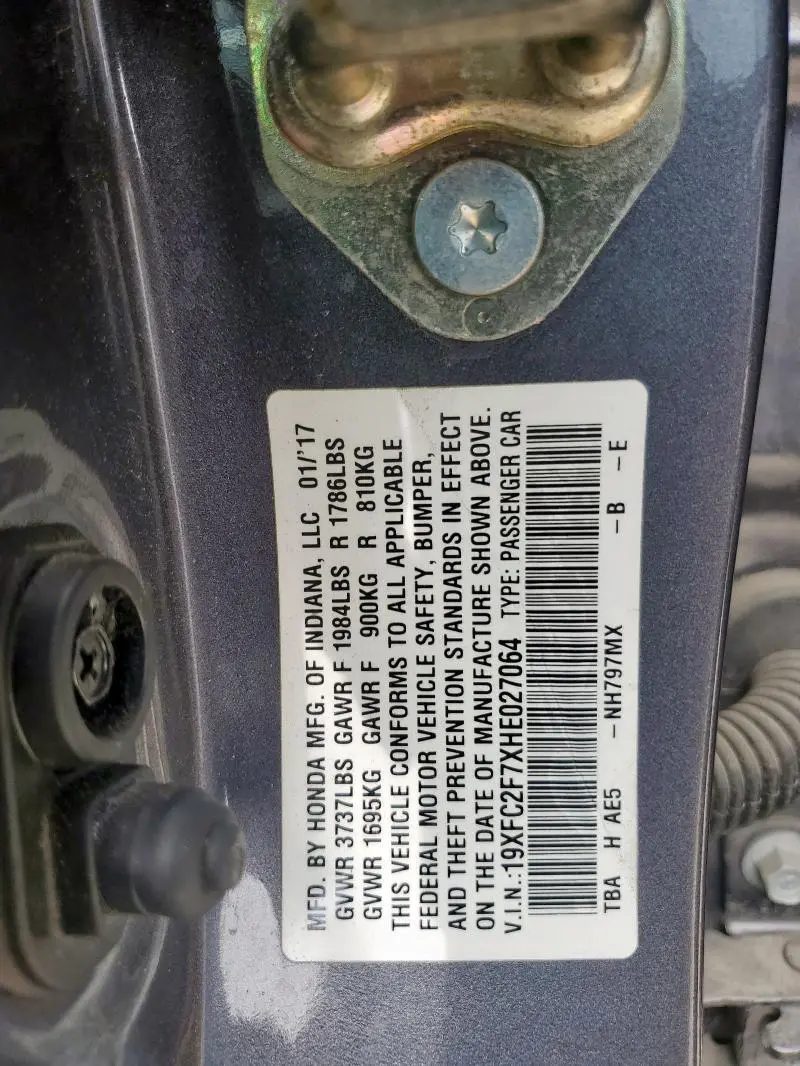 MFD. BY HONDA MFG. OF INDIANA, LLC 01/'17
GVWR 3737LBS GAWR F 1984LBS R 1786LBS
GVWR 1695KG GAWR F 900KG R 810KG
THIS VEHICLE CONFORMS TO ALL APPLICABLE
FEDERAL MOTOR VEHICLE SAFETY, BUMPER,
AND THEFT PREVENTION STANDARDS IN EFFECT
ON THE DATE OF MANUFACTURE SHOWN ABOVE.
V.I.N.:19XFC2F7XHE027064 TYPE: PASSENGER CAR
TBA H AE5 -NH797MX -B -E